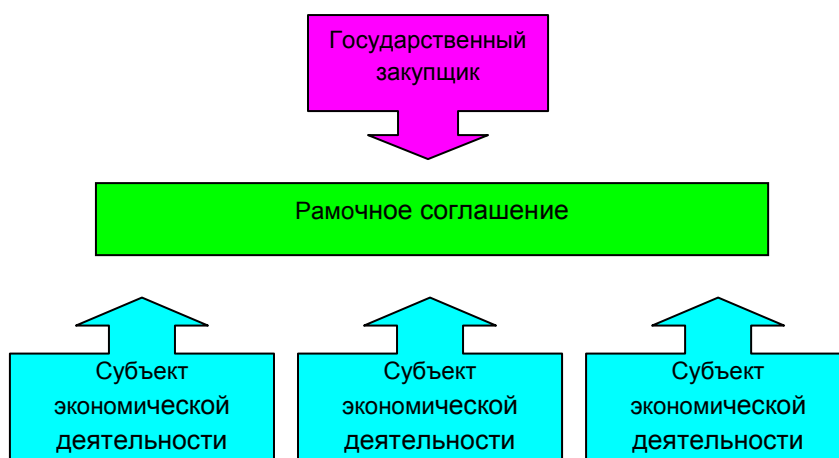 Государственный
закупщик
Рамочное соглашение
Субъект
экономической
деятельности
Субъект
экономической
деятельности
Субъект
экономической
деятельности